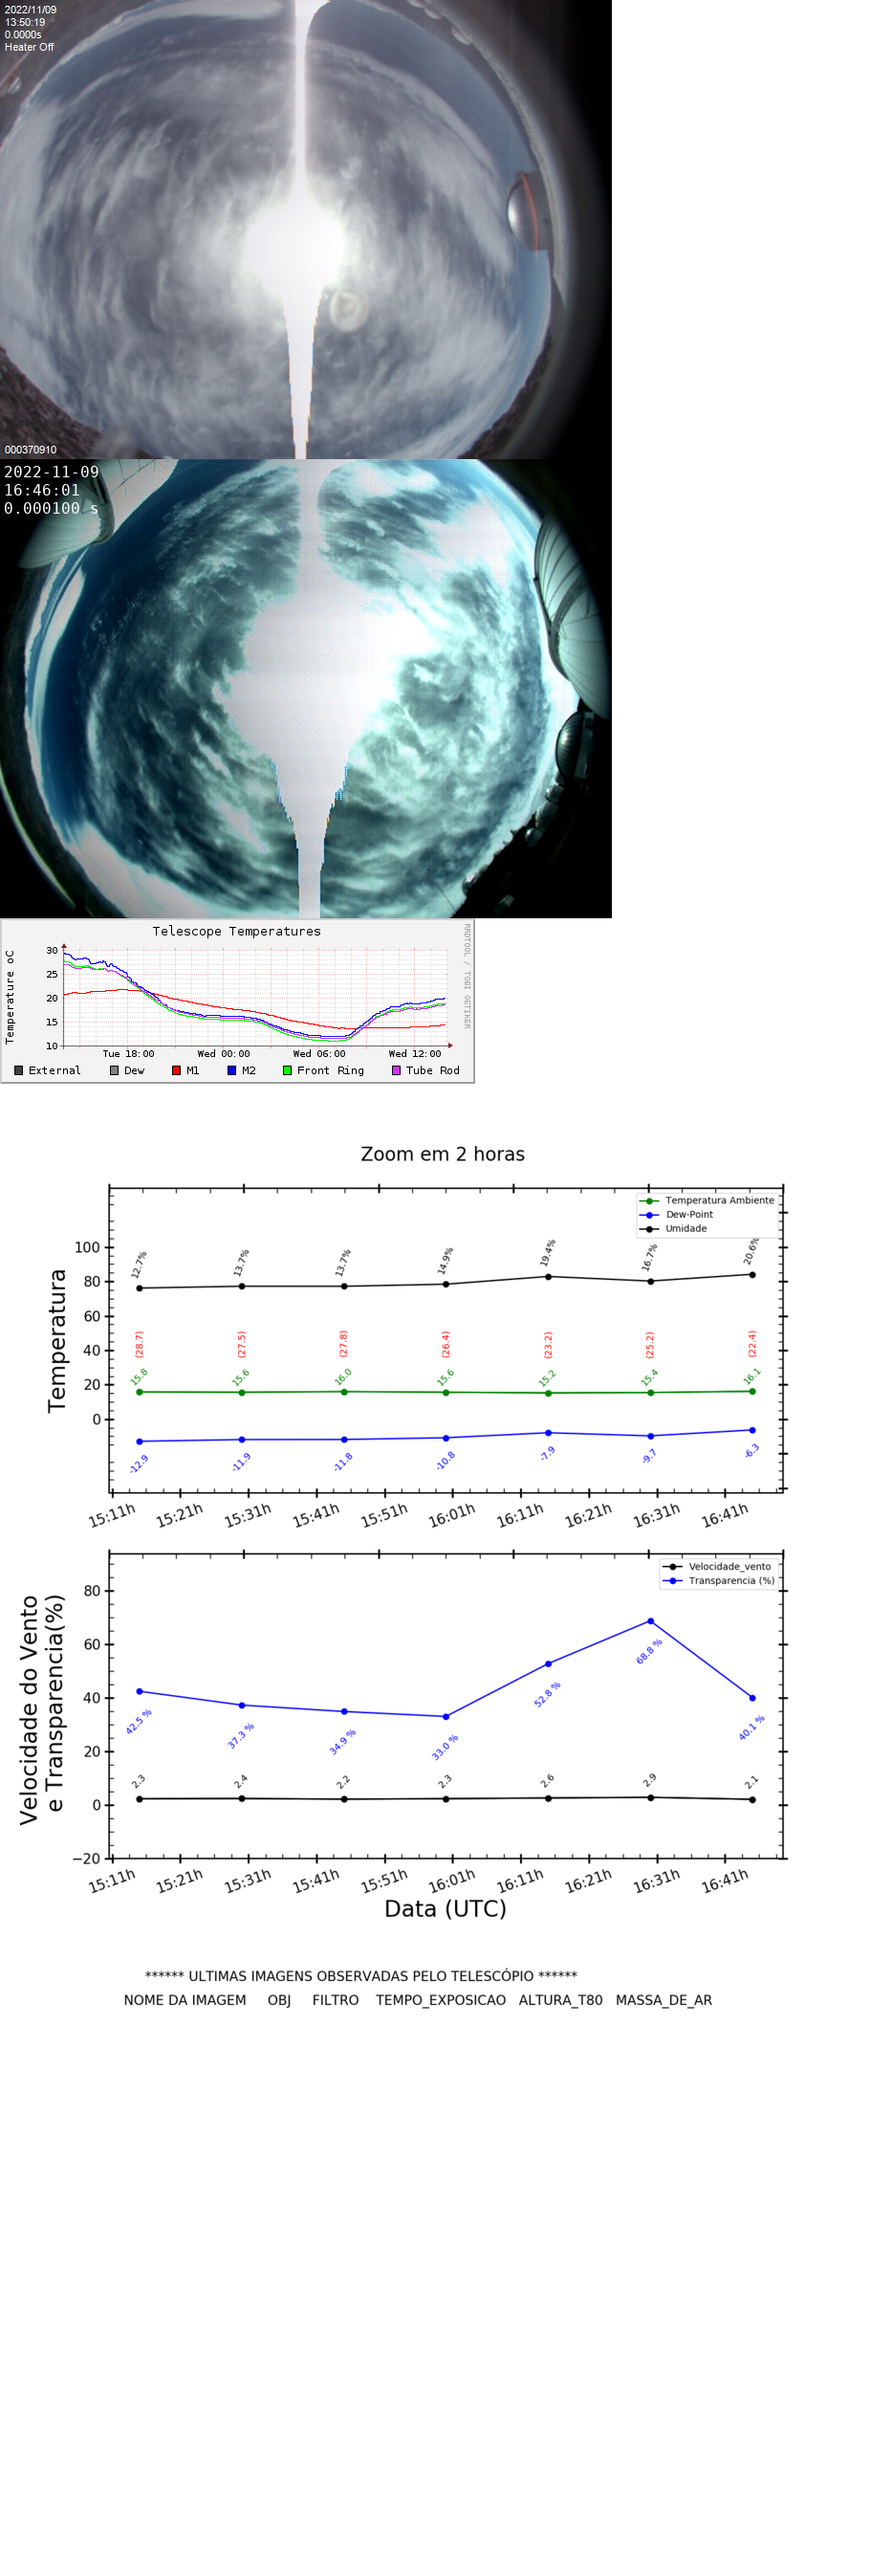 2022/11/09
13:50:19
0.0000s
Heater Off
000370910
2022-11-09
16:46:01
0.000100 s
Telescope Temperatures
RRDTOOL / TOBI OETIKER
Temperature oC
30
25
20
15
10
Tue 18:00 Wed 00:00 Wed 06:00 Wed 12:00
External Dew M1 M2 Front Ring Tube Rod
Zoom em 2 horas
Temperatura Ambiente
Dew-Point
Umidade
Temperatura
100
80
60
40
20
0
12.7% 13.7% 13.7% 14.9% 19.4% 16.7% 20.6%
(28.7) (27.5) (27.8) (26.4) (23.2) (25.2) (22.4)
15.8 15.6 16.0 15.6 15.2 15.4 16.1
-12.9 -11.9 -11.8 -10.8 -7.9 -9.7 -6.3
15:11h 15:21h 15:31h 15:41h 15:51h 16:01h 16:11h 16:21h 16:31h 16:41h
Velocidade_vento
Transparencia (%)
Velocidade do Vento
e Transparencia(%)
80
60
40
20
0
−20
42.5 % 37.3 % 34.9 % 33.0 % 52.8 % 68.8 % 40.1 %
2.3 2.4 2.2 2.3 2.6 2.9 2.1
15:11h 15:21h 15:31h 15:41h 15:51h 16:01h 16:11h 16:21h 16:31h 16:41h
Data (UTC)
****** ULTIMAS IMAGENS OBSERVADAS PELO TELESCÓPIO ******
NOME DA IMAGEM OBJ FILTRO TEMPO_EXPOSICAO ALTURA_T80 MASSA_DE_AR